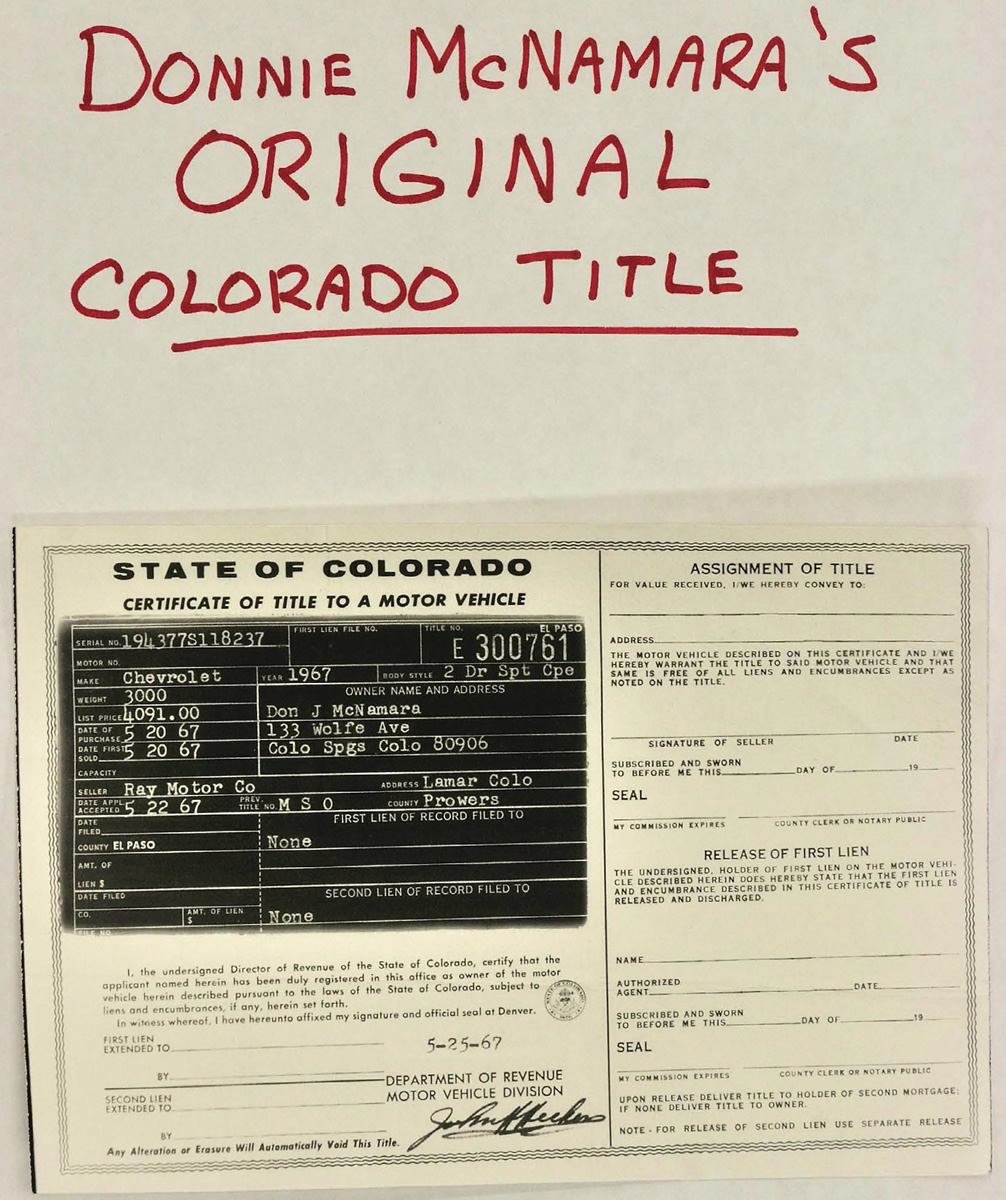 DONNIE McNAMARA'S
ORIGINAL
COLORADO TITLE
STATE OF COLORADO
CERTIFICATE OF TITLE TO A MOTOR VEHICLE
SERIAL NO. 194377S118237
FIRST LIEN FILE NO.
TITLE NO. EL PASO
E 300761
MOTOR NO.
MAKE Chevrolet YEAR 1967 BODY STYLE 2 Dr Spt Cpe
WEIGHT 3000
OWNER NAME AND ADDRESS
LIST PRICE 4091.00
Don J McNamara
DATE OF PURCHASE 5 20 67
133 Wolfe Ave
DATE FIRST SOLD 5 20 67
Colo Spgs Colo 80906
CAPACITY
SELLER Ray Motor Co ADDRESS Lamar Colo
DATE APPL. ACCEPTED 5 22 67 PREV. TITLE NO. M S O COUNTY Prowers
DATE FILED
FIRST LIEN OF RECORD FILED TO
COUNTY EL PASO
None
AMT. OF
LIEN $
DATE FILED
SECOND LIEN OF RECORD FILED TO
CO. AMT. OF LIEN $
None
FILE NO.
I, the undersigned Director of Revenue of the State of Colorado, certify that the
applicant named herein has been duly registered in this office as owner of the motor
vehicle herein described pursuant to the laws of the State of Colorado, subject to
liens and encumbrances, if any, herein set forth.
In witness whereof, I have hereunto affixed my signature and official seal at Denver.
FIRST LIEN
EXTENDED TO
5-25-67
BY
DEPARTMENT OF REVENUE
MOTOR VEHICLE DIVISION
SECOND LIEN
EXTENDED TO
BY
Any Alteration or Erasure Will Automatically Void This Title.
ASSIGNMENT OF TITLE
FOR VALUE RECEIVED, I/WE HEREBY CONVEY TO:
ADDRESS
THE MOTOR VEHICLE DESCRIBED ON THIS CERTIFICATE AND I/WE
HEREBY WARRANT THE TITLE TO SAID MOTOR VEHICLE AND THAT
SAME IS FREE OF ALL LIENS AND ENCUMBRANCES EXCEPT AS
NOTED ON THE TITLE.
SIGNATURE OF SELLER DATE
SUBSCRIBED AND SWORN
TO BEFORE ME THIS DAY OF 19
SEAL
MY COMMISSION EXPIRES COUNTY CLERK OR NOTARY PUBLIC
RELEASE OF FIRST LIEN
THE UNDERSIGNED, HOLDER OF FIRST LIEN ON THE MOTOR VEHI-
CLE DESCRIBED HEREIN DOES HEREBY STATE THAT THE FIRST LIEN
AND ENCUMBRANCE DESCRIBED IN THIS CERTIFICATE OF TITLE IS
RELEASED AND DISCHARGED.
NAME
AUTHORIZED
AGENT DATE
SUBSCRIBED AND SWORN
TO BEFORE ME THIS DAY OF 19
SEAL
MY COMMISSION EXPIRES COUNTY CLERK OR NOTARY PUBLIC
UPON RELEASE DELIVER TITLE TO HOLDER OF SECOND MORTGAGE;
IF NONE DELIVER TITLE TO OWNER.
NOTE - FOR RELEASE OF SECOND LIEN USE SEPARATE RELEASE